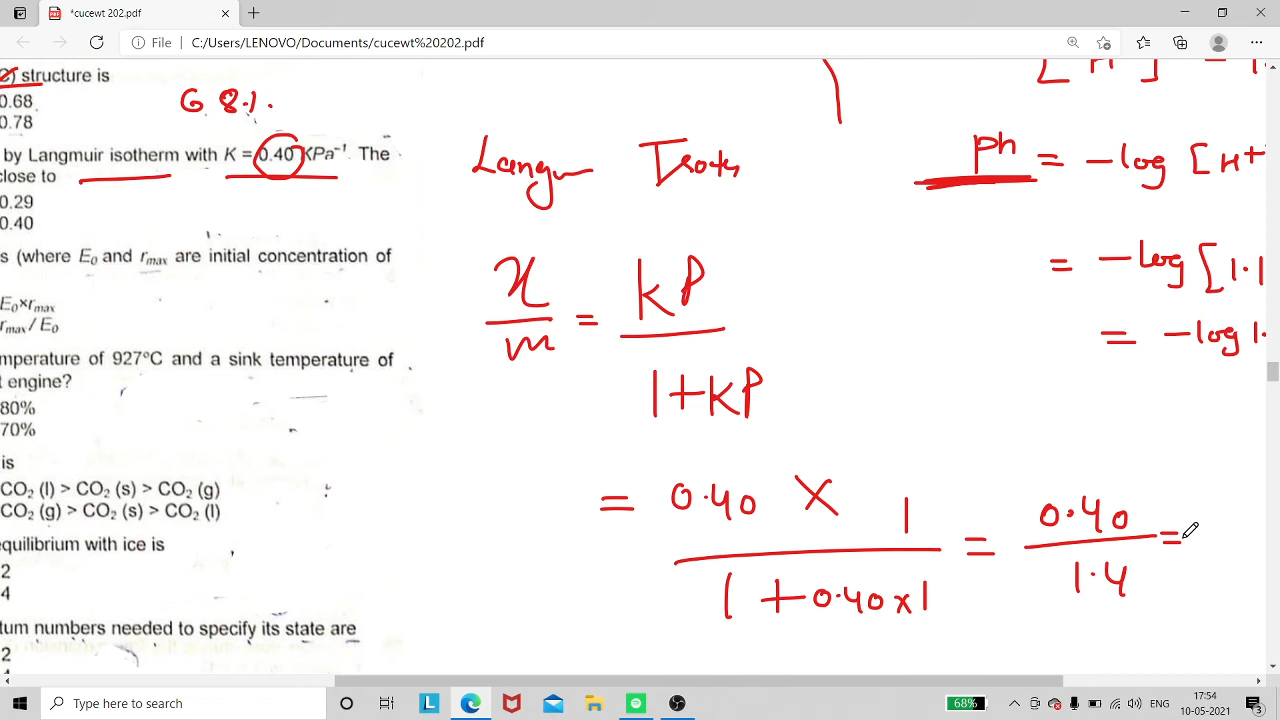 *cucewt 202.pdf
File | C:/Users/LENOVO/Documents/cucewt%20202.pdf
structure is
0.68
0.78
68%
by Langmuir isotherm with K = 0.40 KPa⁻¹. The
close to
0.29
0.40
s (where E₀ and rmax are initial concentration of
E₀×rmax
rmax / E₀
mperature of 927°C and a sink temperature of
t engine?
80%
70%
is
CO₂ (l) > CO₂ (s) > CO₂ (g)
CO₂ (g) > CO₂ (s) > CO₂ (l)
equilibrium with ice is
2
4
tum numbers needed to specify its state are
2
[H ] = 1.
Ph = -log [H+
= -log [1.1
= -log 1.
x/m = kP / 1+kP
= 0.40 × 1 / 1 + 0.40 x 1 = 0.40 / 1.4 =
Type here to search
L
68%
ENG
17:54
10-05-2021
3